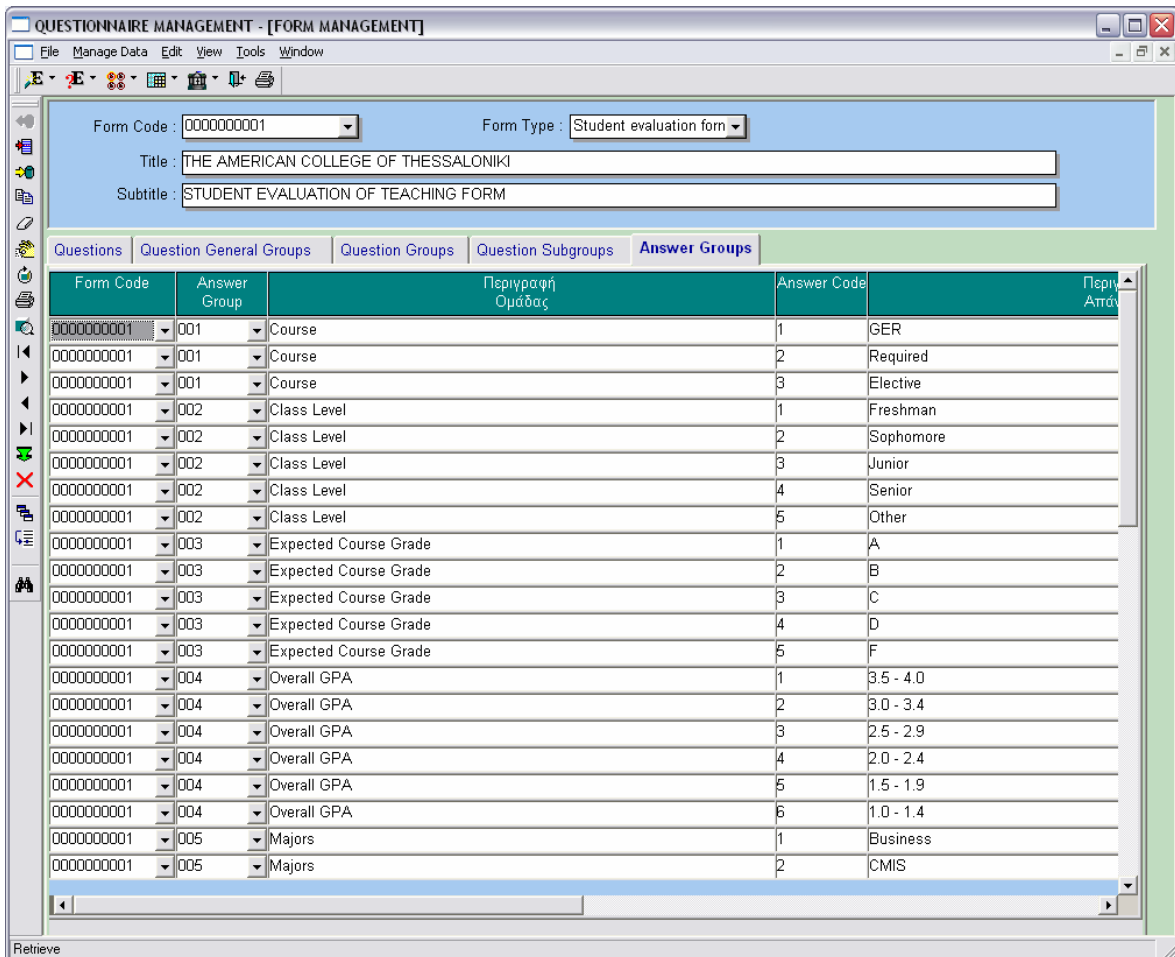 QUESTIONNAIRE MANAGEMENT - [FORM MANAGEMENT]
File Manage Data Edit View Tools Window
Form Code : 0000000001 Form Type : Student evaluation form
Title : THE AMERICAN COLLEGE OF THESSALONIKI
Subtitle : STUDENT EVALUATION OF TEACHING FORM
Questions Question General Groups Question Groups Question Subgroups Answer Groups
Form Code Answer Περιγραφή Answer Code Περιγ
Group Ομάδας Απάν
0000000001 001 Course 1 GER
0000000001 001 Course 2 Required
0000000001 001 Course 3 Elective
0000000001 002 Class Level 1 Freshman
0000000001 002 Class Level 2 Sophomore
0000000001 002 Class Level 3 Junior
0000000001 002 Class Level 4 Senior
0000000001 002 Class Level 5 Other
0000000001 003 Expected Course Grade 1 A
0000000001 003 Expected Course Grade 2 B
0000000001 003 Expected Course Grade 3 C
0000000001 003 Expected Course Grade 4 D
0000000001 003 Expected Course Grade 5 F
0000000001 004 Overall GPA 1 3.5 - 4.0
0000000001 004 Overall GPA 2 3.0 - 3.4
0000000001 004 Overall GPA 3 2.5 - 2.9
0000000001 004 Overall GPA 4 2.0 - 2.4
0000000001 004 Overall GPA 5 1.5 - 1.9
0000000001 004 Overall GPA 6 1.0 - 1.4
0000000001 005 Majors 1 Business
0000000001 005 Majors 2 CMIS
Retrieve